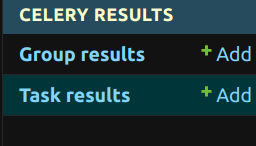 CELERY RESULTS
Group results + Add
Task results + Add